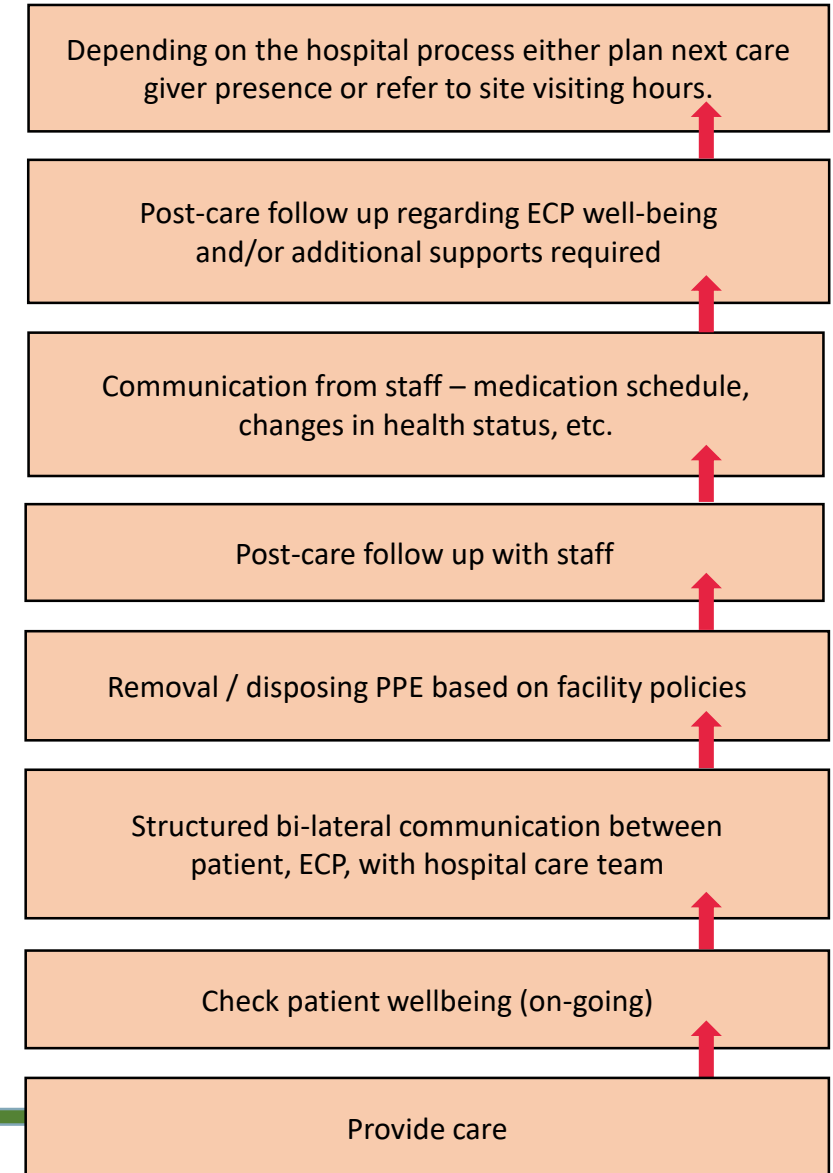 Depending on the hospital process either plan next care
giver presence or refer to site visiting hours.
Post-care follow up regarding ECP well-being
and/or additional supports required
Communication from staff – medication schedule,
changes in health status, etc.
Post-care follow up with staff
Removal / disposing PPE based on facility policies
Structured bi-lateral communication between
patient, ECP, with hospital care team
Check patient wellbeing (on-going)
Provide care